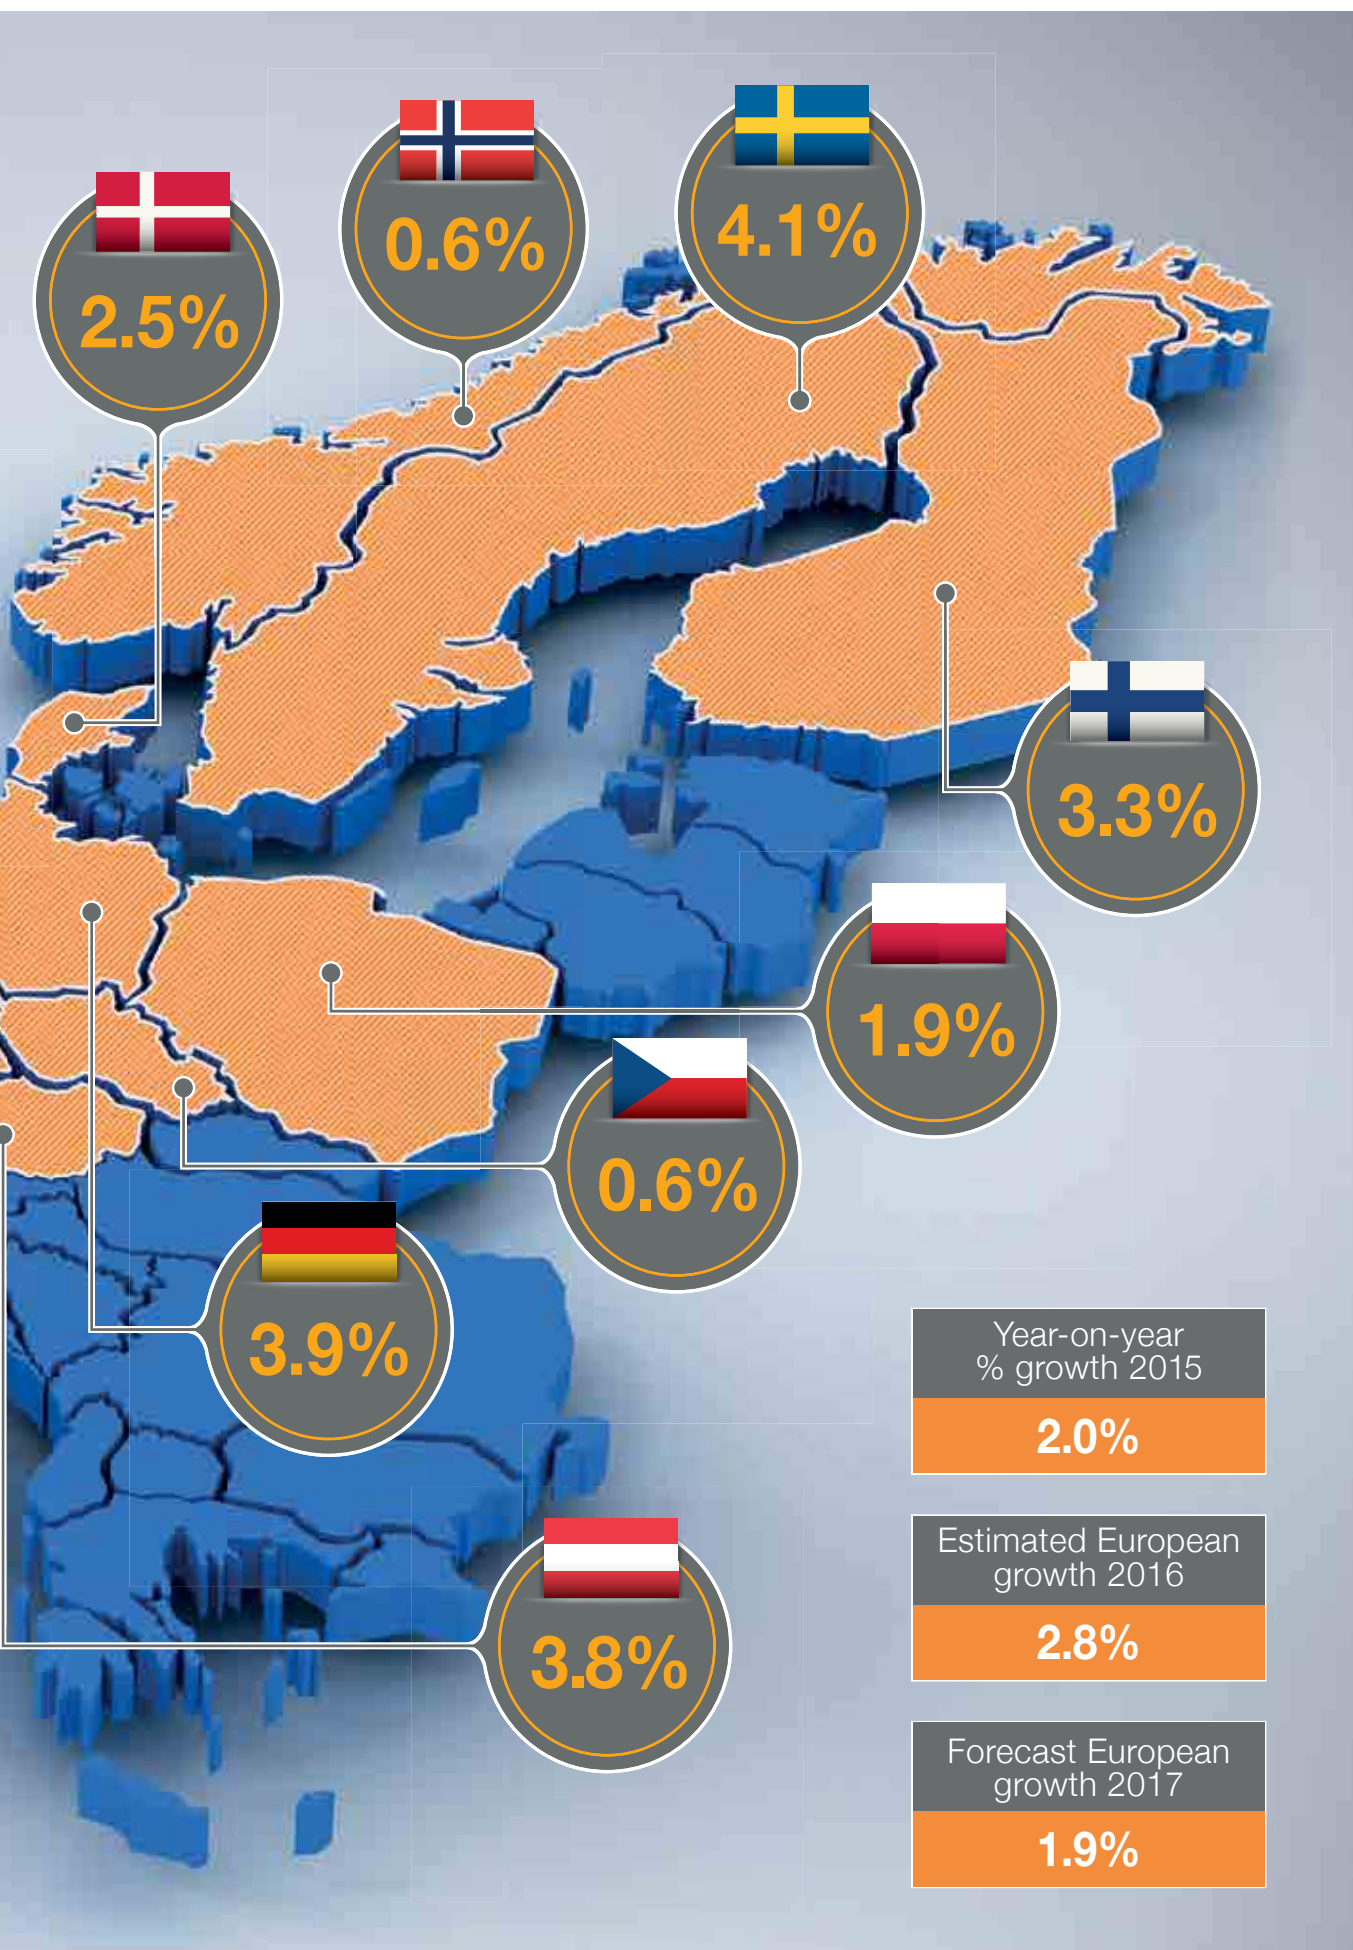 0.6%
4.1%
2.5%
3.3%
1.9%
0.6%
3.9%
3.8%
Year-on-year
% growth 2015
2.0%
Estimated European
growth 2016
2.8%
Forecast European
growth 2017
1.9%